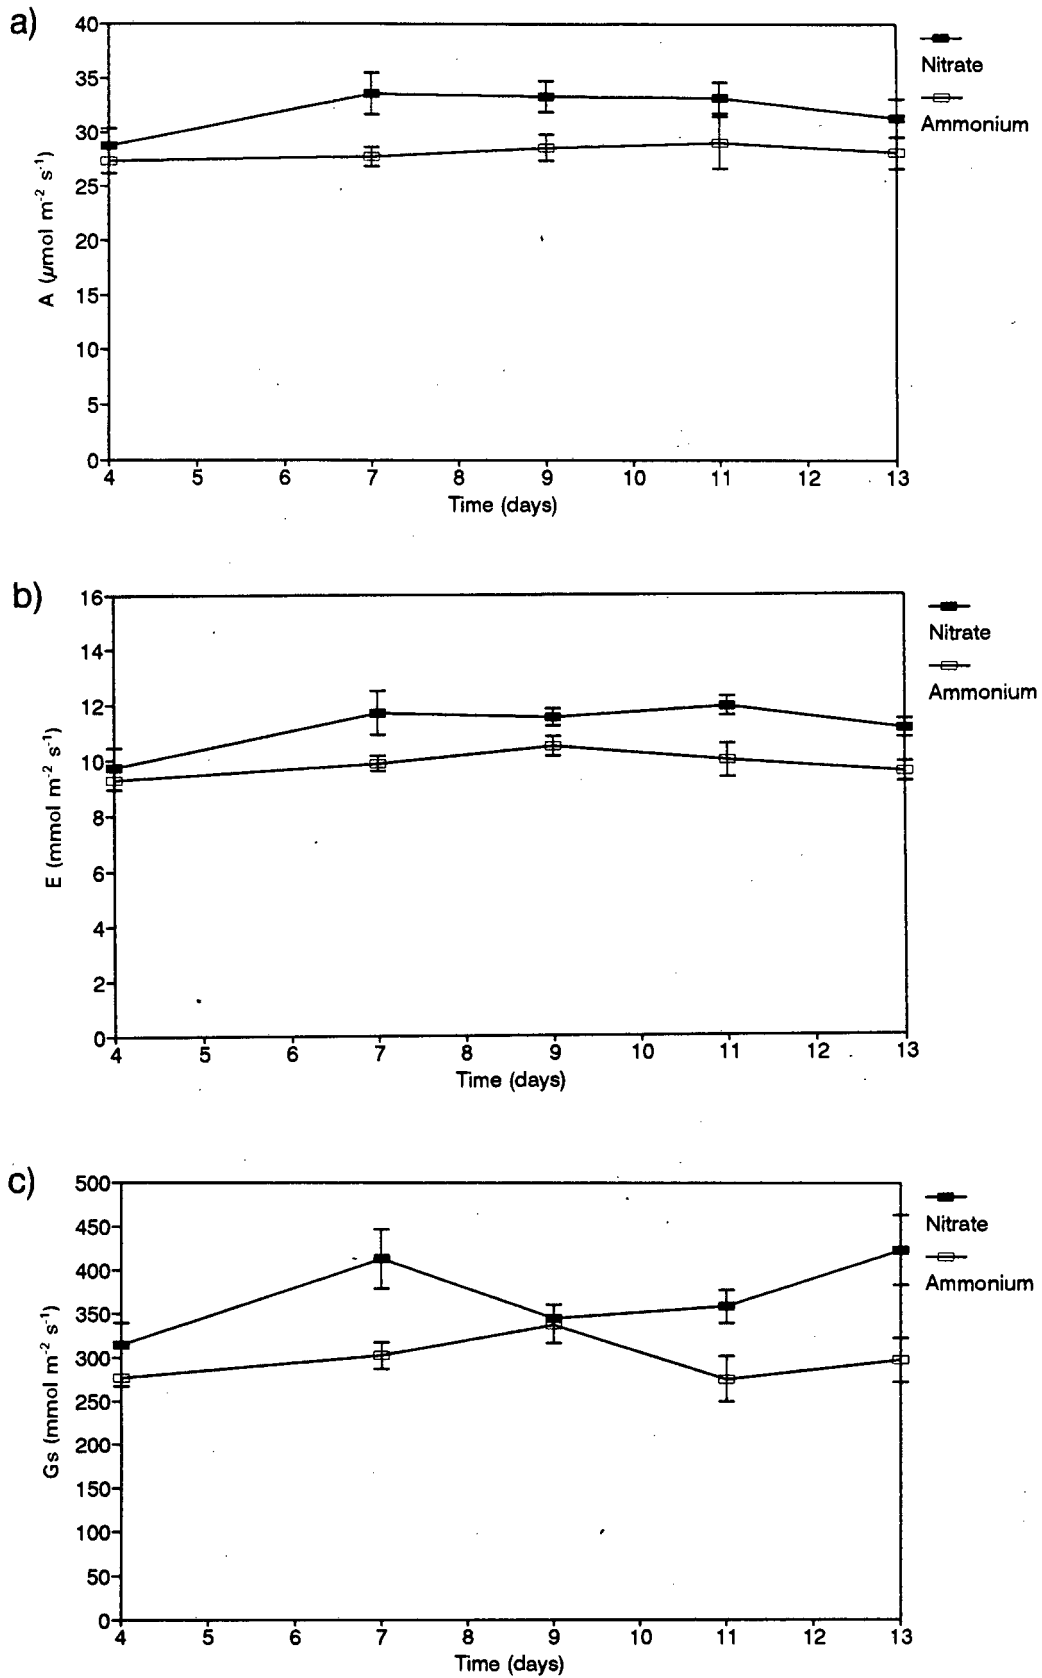 a)
40
35
30
25
20
15
10
5
0
A (µmol m⁻² s⁻¹)
4 5 6 7 8 9 10 11 12 13
Time (days)
Nitrate
Ammonium
b)
16
14
12
10
8
6
4
2
0
E (mmol m⁻² s⁻¹)
4 5 6 7 8 9 10 11 12 13
Time (days)
Nitrate
Ammonium
c)
500
450
400
350
300
250
200
150
100
50
0
Gs (mmol m⁻² s⁻¹)
4 5 6 7 8 9 10 11 12 13
Time (days)
Nitrate
Ammonium